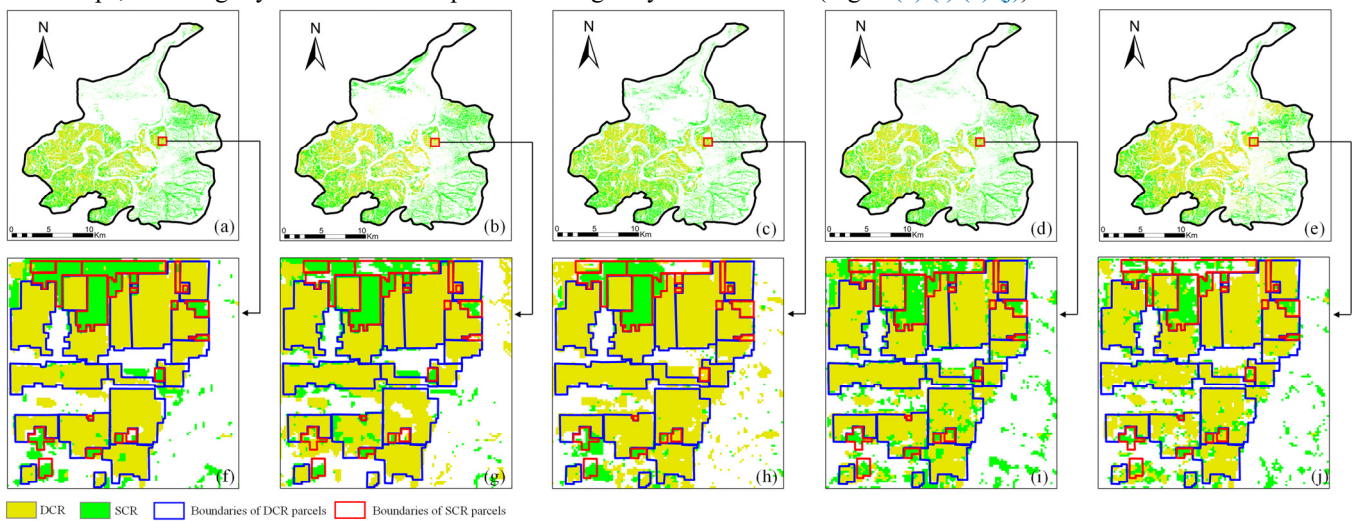 N N N N N
(a) (b) (c) (d) (e)
0 5 10 Km 0 5 10 Km 0 5 10 Km 0 5 10 Km 0 5 10 Km
(f) (g) (h) (i) (j)
DCR SCR Boundaries of DCR parcels Boundaries of SCR parcels